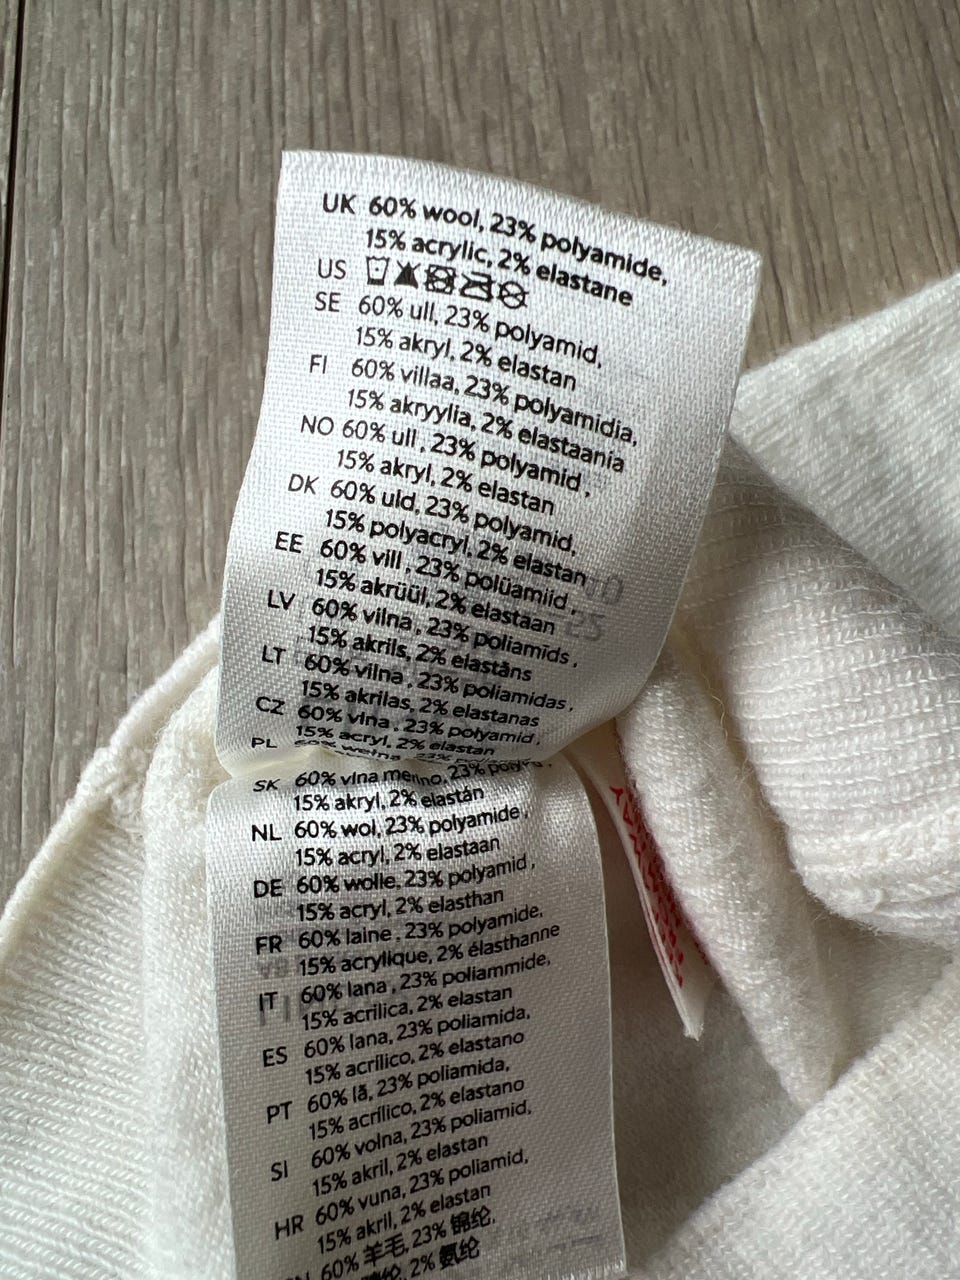 UK 60% wool, 23% polyamide,
15% acrylic, 2% elastane
US
SE 60% ull, 23% polyamid,
15% akryl, 2% elastan
FI 60% villaa, 23% polyamidia,
15% akryylia, 2% elastaania
NO 60% ull , 23% polyamid ,
15% akryl, 2% elastan
DK 60% uld, 23% polyamid,
15% polyacryl, 2% elastan
EE 60% vill , 23% polüamiid ,
15% akrüül, 2% elastaan
LV 60% vilna , 23% poliamīds ,
15% akrils, 2% elastāns
LT 60% vilna , 23% poliamidas ,
15% akrilas, 2% elastanas
CZ 60% vlna , 23% polyamid ,
15% acryl, 2% elastan
PL 60% wełna
SK 60% vlna merino, 23%
15% akryl, 2% elastán
NL 60% wol, 23% polyamide ,
15% acryl, 2% elastaan
DE 60% wolle, 23% polyamid ,
15% acryl, 2% elasthan
FR 60% laine , 23% polyamide,
15% acrylique, 2% élasthanne
IT 60% lana , 23% poliammide,
15% acrilica, 2% elastan
ES 60% lana, 23% poliamida,
15% acrílico, 2% elastano
PT 60% lã, 23% poliamida,
15% acrílico, 2% elastano
SI 60% volna, 23% poliamid,
15% akril, 2% elastan
HR 60% vuna, 23% poliamid,
15% akril, 2% elastan
60% 羊毛, 23% 锦纶,
2% 氨纶